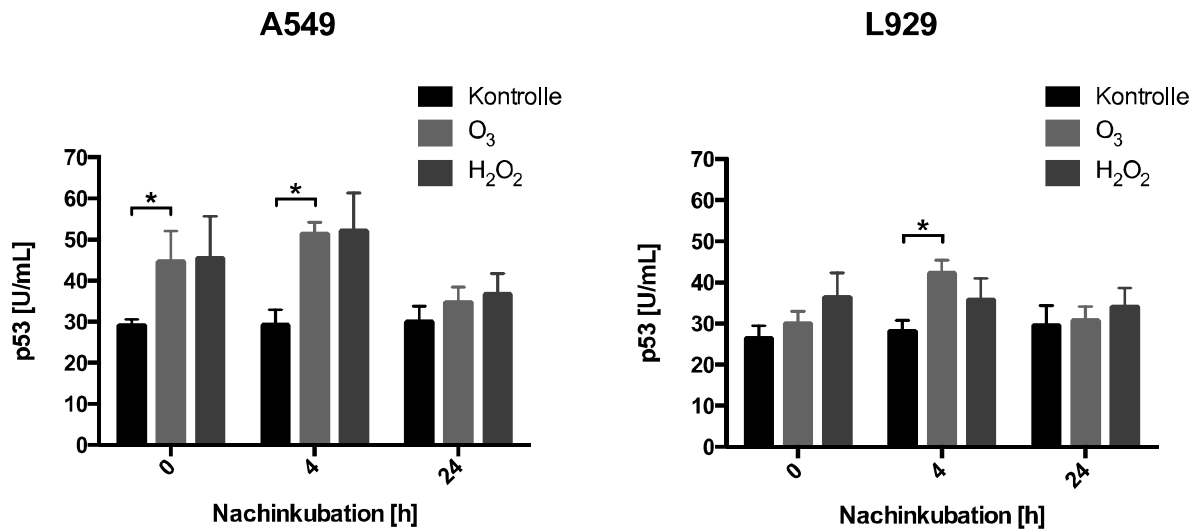 A549
Kontrolle
O₃
H₂O₂
p53 [U/mL]
70
60
50
40
30
20
10
0
*
*
0
4
24
Nachinkubation [h]
L929
Kontrolle
O₃
H₂O₂
p53 [U/mL]
70
60
50
40
30
20
10
0
*
0
4
24
Nachinkubation [h]